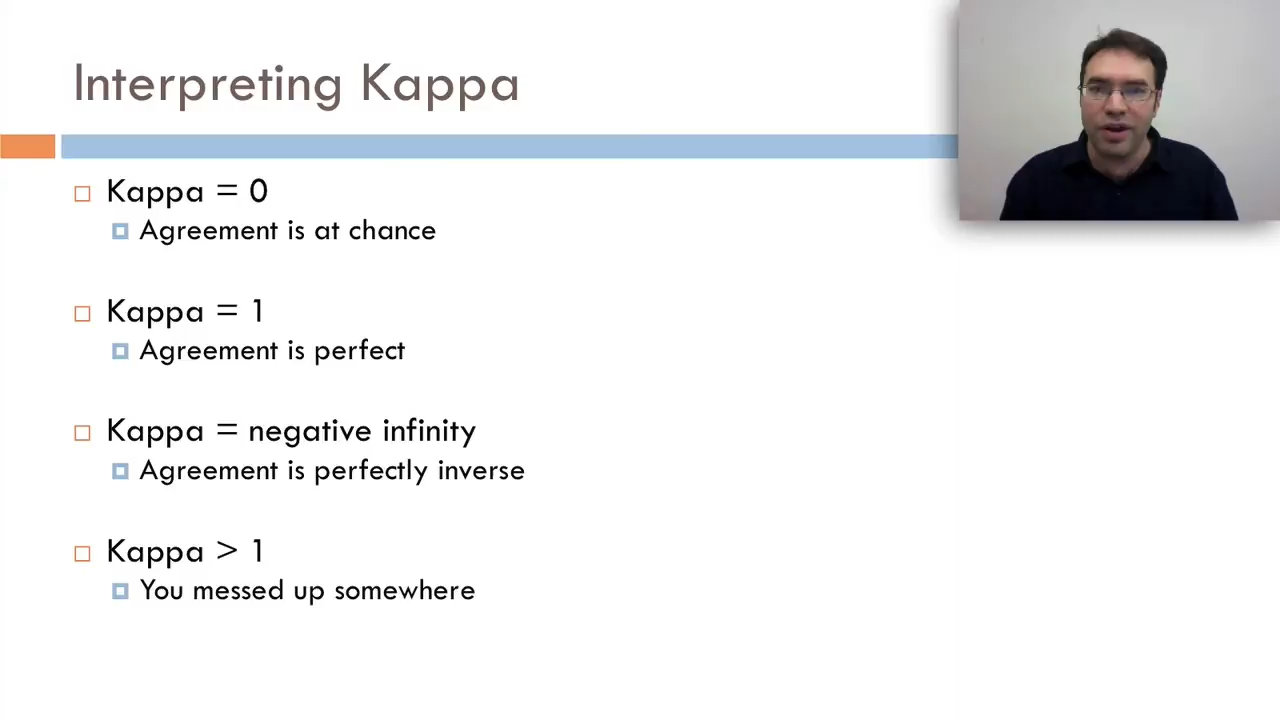 Interpreting Kappa
Kappa = 0
Agreement is at chance
Kappa = 1
Agreement is perfect
Kappa = negative infinity
Agreement is perfectly inverse
Kappa > 1
You messed up somewhere